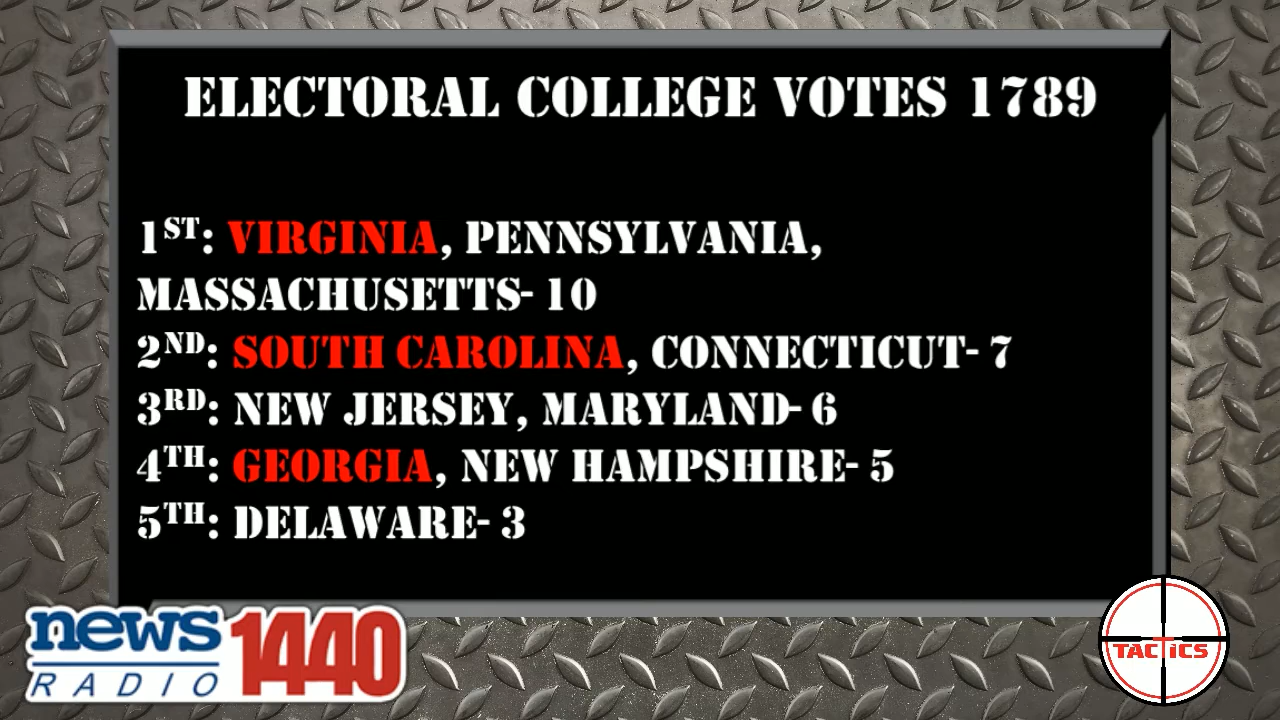 ELECTORAL COLLEGE VOTES 1789
1ST: VIRGINIA, PENNSYLVANIA,
MASSACHUSETTS- 10
2ND: SOUTH CAROLINA, CONNECTICUT- 7
3RD: NEW JERSEY, MARYLAND- 6
4TH: GEORGIA, NEW HAMPSHIRE- 5
5TH: DELAWARE- 3
news 1440
RADIO
TACTICS